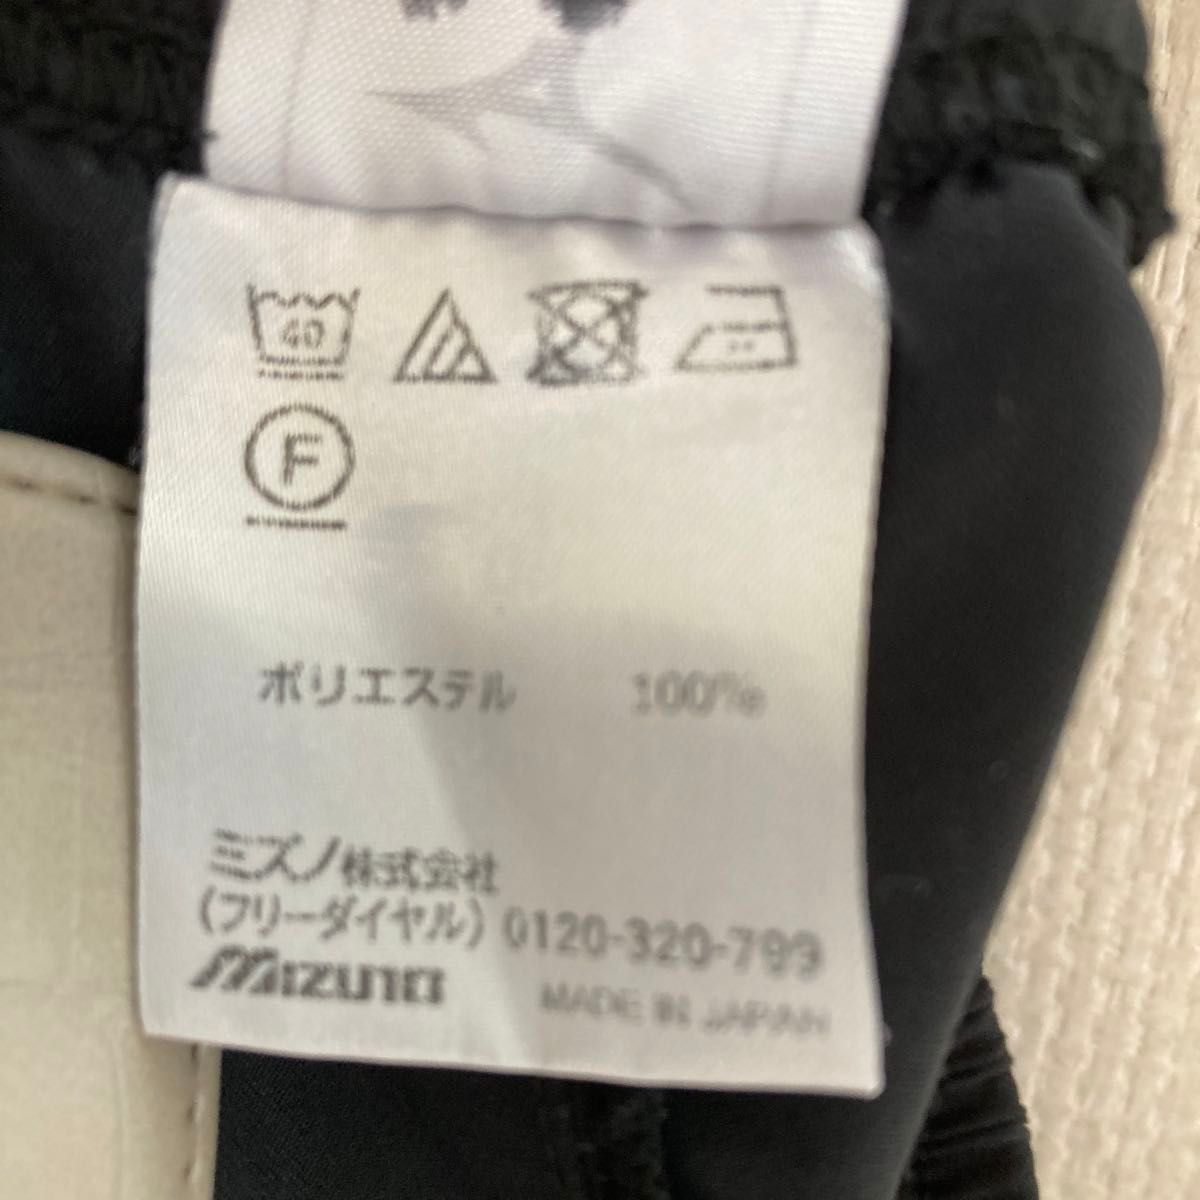 40
F
ポリエステル 100%
ミズノ株式会社
(フリーダイヤル) 0120-320-799
MIZUNO MADE IN JAPAN